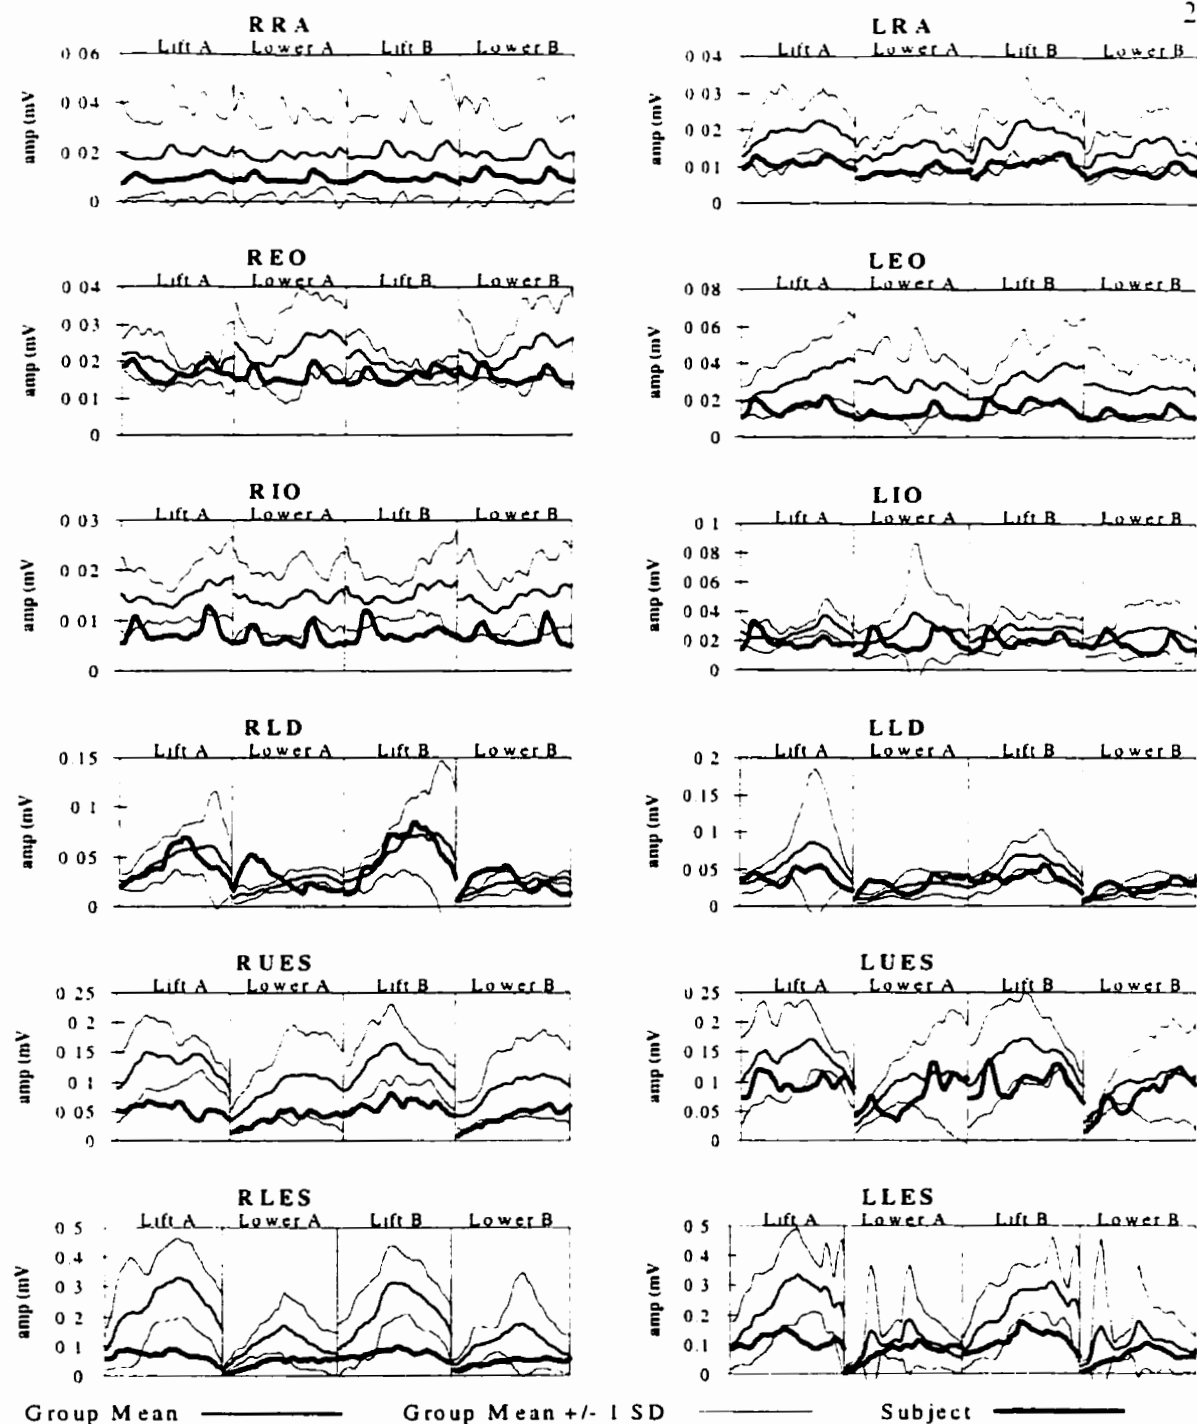 2
RRA
Lift A Lower A Lift B Lower B
0 06
0 04
0 02
0
amp (mV
LRA
Lift A Lower A Lift B Lower B
0 04
0 03
0 02
0 01
0
amp (mV
REO
Lift A Lower A Lift B Lower B
0 04
0 03
0 02
0 01
0
amp (mV
LEO
Lift A Lower A Lift B Lower B
0 08
0 06
0 04
0 02
0
amp (mV
RIO
Lift A Lower A Lift B Lower B
0 03
0 02
0 01
0
amp (mV
LIO
Lift A Lower A Lift B Lower B
0 1
0 08
0 06
0 04
0 02
0
amp (mV
RLD
Lift A Lower A Lift B Lower B
0 15
0 1
0 05
0
amp (mV
LLD
Lift A Lower A Lift B Lower B
0 2
0 15
0 1
0 05
0
amp (mV
RUES
Lift A Lower A Lift B Lower B
0 25
0 2
0 15
0 1
0 05
0
amp (mV
LUES
Lift A Lower A Lift B Lower B
0 25
0 2
0 15
0 1
0 05
0
amp (mV
RLES
Lift A Lower A Lift B Lower B
0 5
0 4
0 3
0 2
0 1
0
amp (mV
LLES
Lift A Lower A Lift B Lower B
0 5
0 4
0 3
0 2
0 1
0
amp (mV
Group Mean Group Mean +/- 1 SD Subject